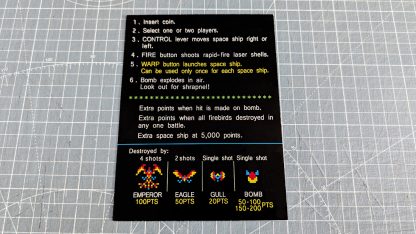 1. Insert coin.
2. Select one or two players.
3. CONTROL lever moves space ship right or
left.
4. FIRE button shoots rapid-fire laser shells.
5. WARP button launches space ship.
Can be used only once for each space ship.
6. Bomb explodes in air.
Look out for shrapnel!
Extra points when hit is made on bomb.
Extra points when all firebirds destroyed in
any one battle.
Extra space ship at 5,000 points.
Destroyed by:
4 shots 2 shots Single shot Single shot
EMPEROR EAGLE GULL BOMB
100PTS 50PTS 20PTS 50-100
150-200 PTS